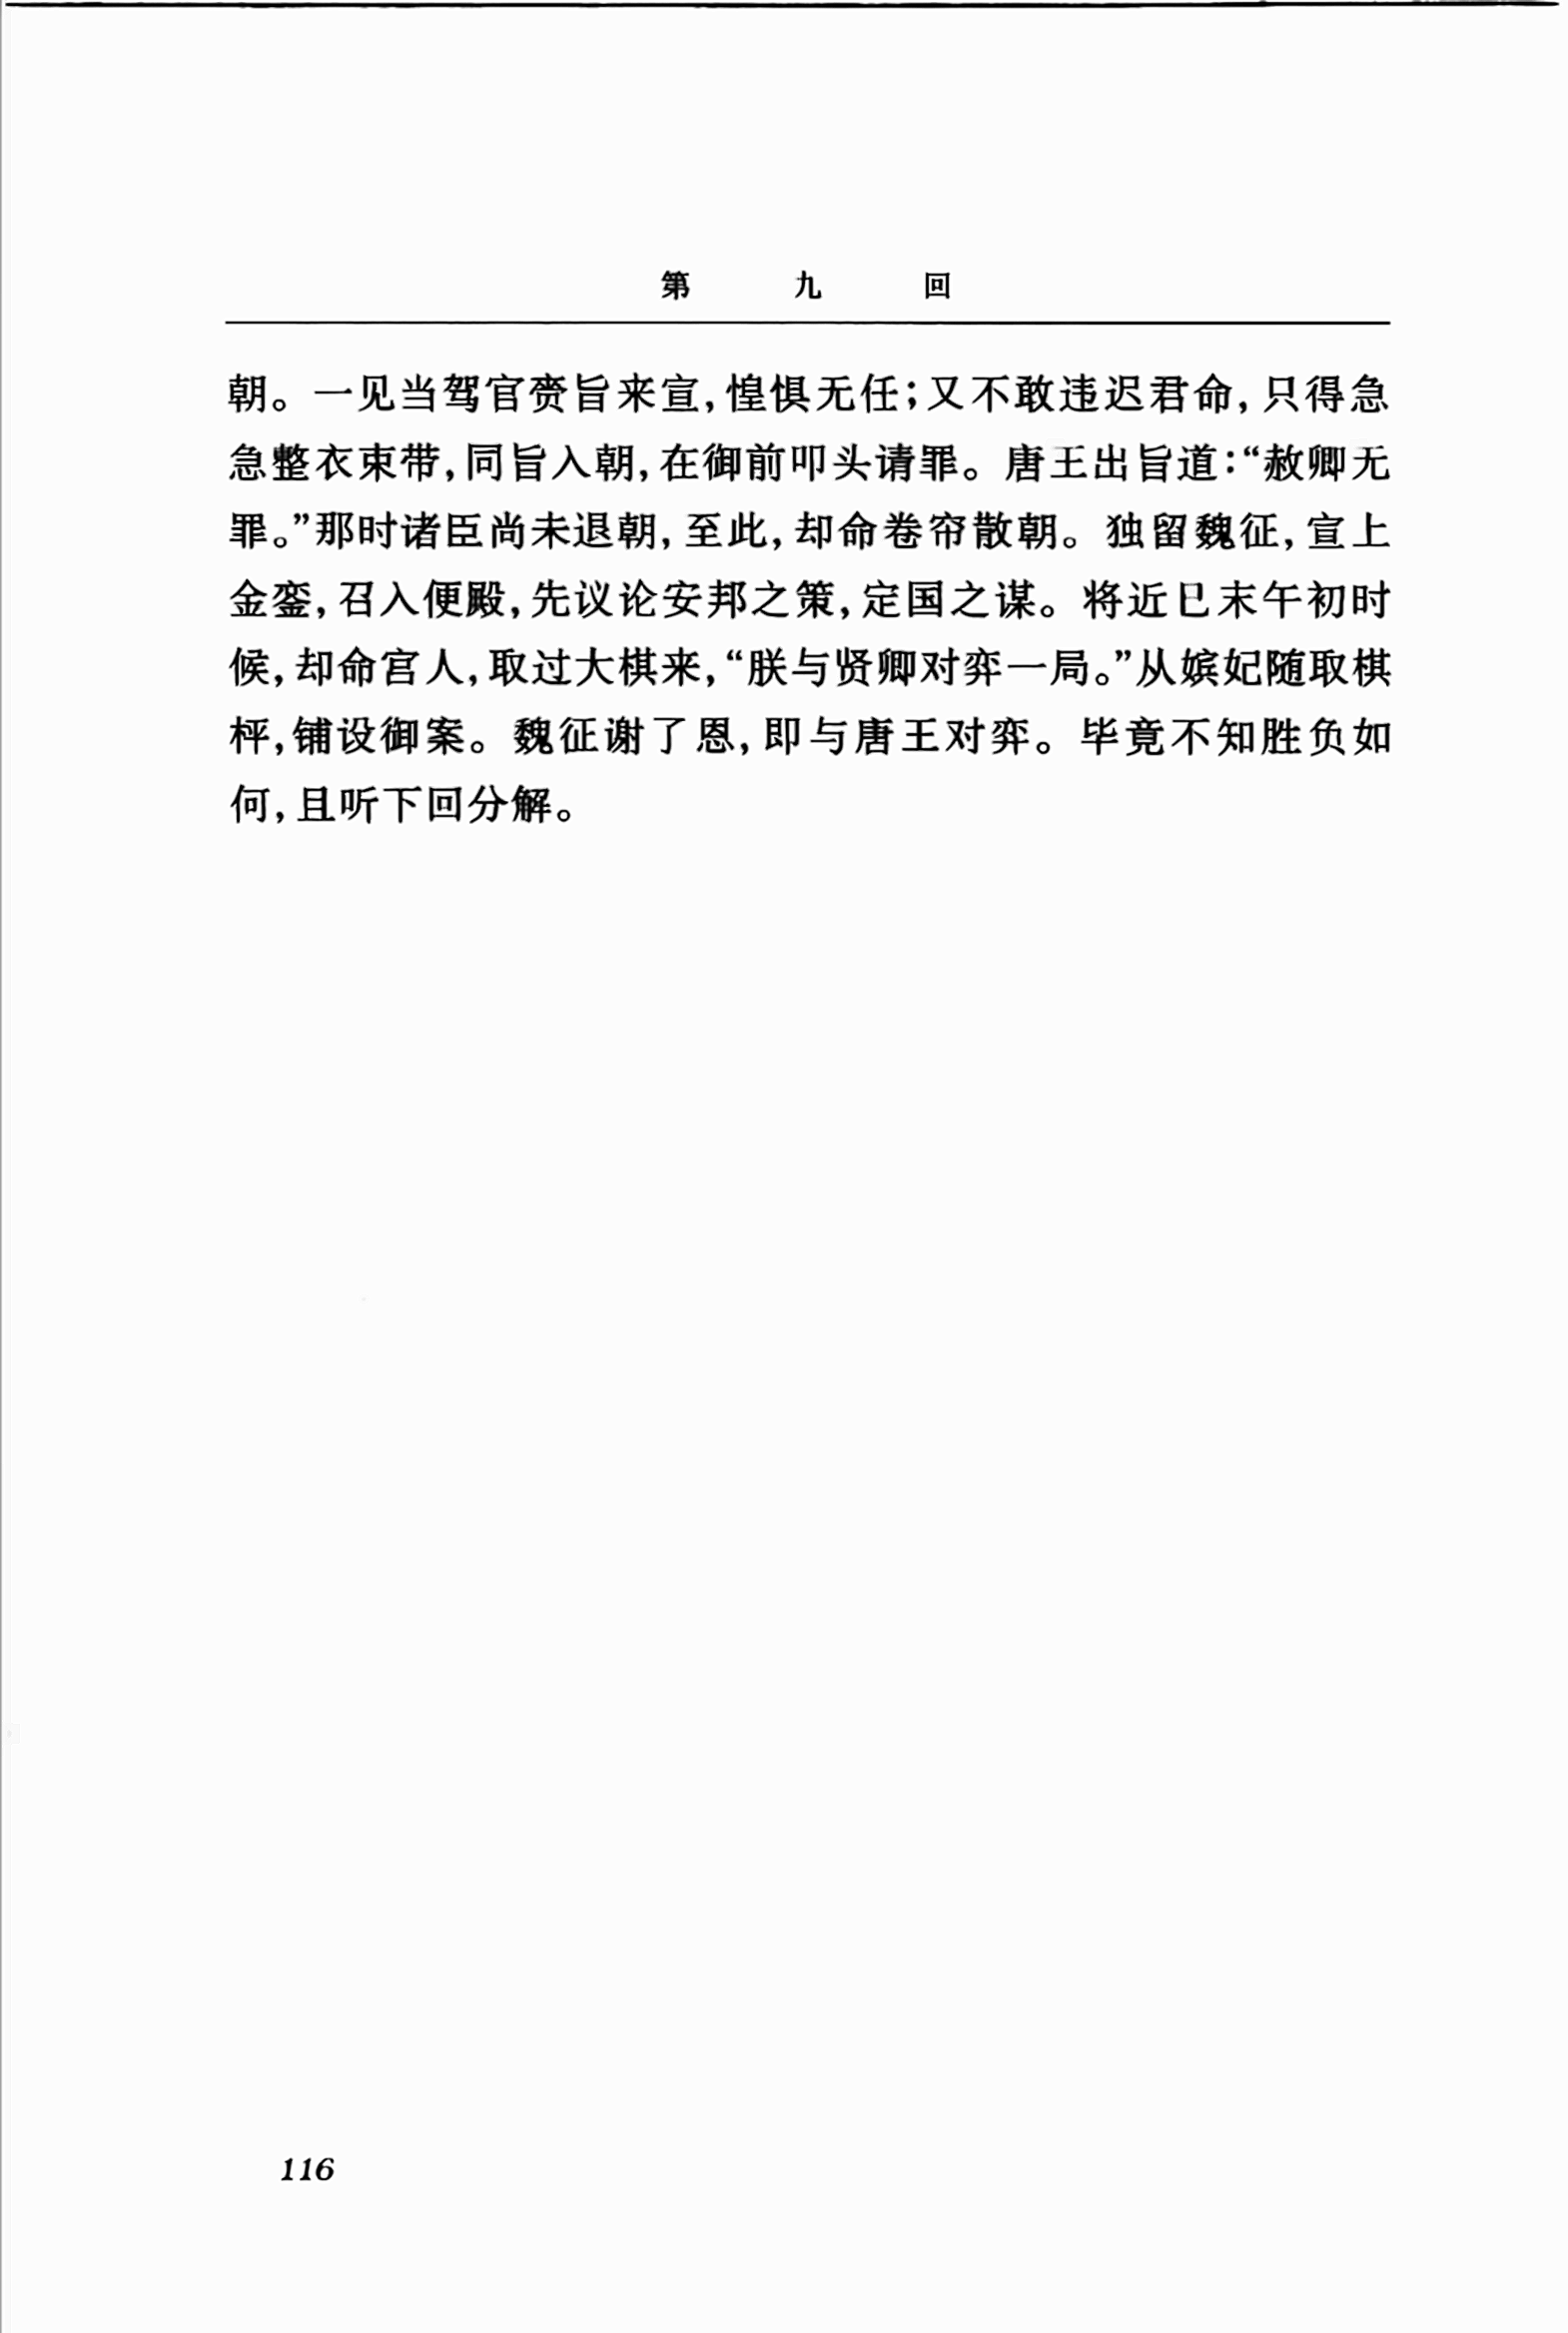 第九回
朝。一见当驾官赍旨来宣,惶惧无任;又不敢违迟君命,只得急
急整衣束带,同旨入朝,在御前叩头请罪。唐王出旨道:“赦卿无
罪。”那时诸臣尚未退朝,至此,却命卷帘散朝。独留魏征,宣上
金銮,召入便殿,先议论安邦之策,定国之谋。将近巳末午初时
候,却命宫人,取过大棋来,“朕与贤卿对弈一局。”从嫔妃随取棋
枰,铺设御案。魏征谢了恩,即与唐王对弈。毕竟不知胜负如
何,且听下回分解。
116